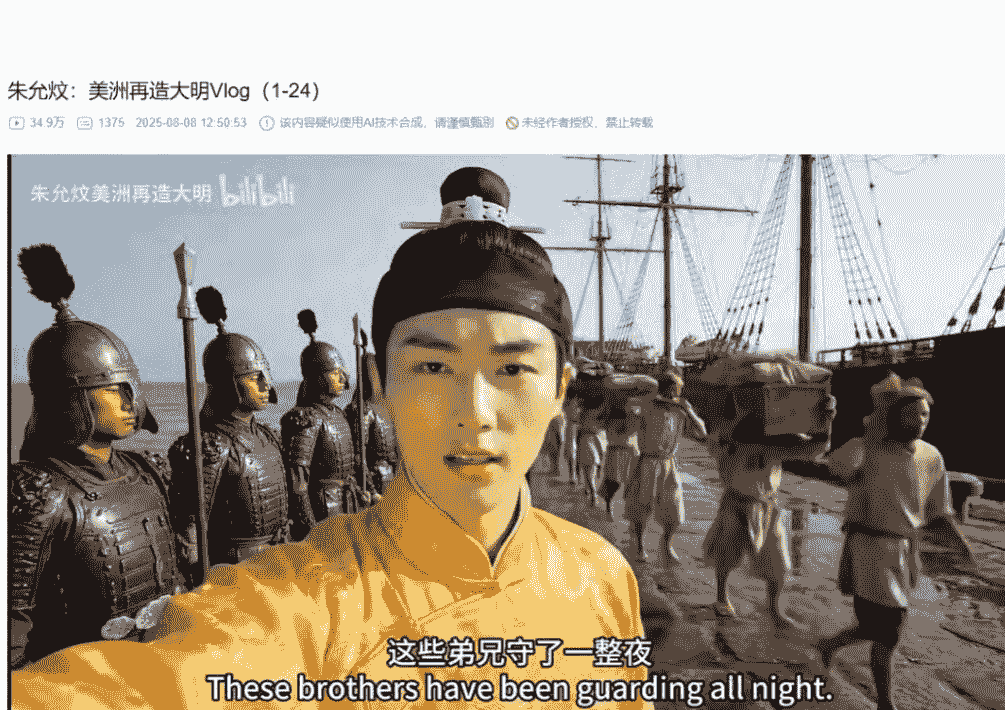 朱允炆：美洲再造大明Vlog（1-24）
34.9万 1375 2025-08-08 12:50:53 该内容疑似使用AI技术合成，请谨慎甄别 未经作者授权，禁止转载
朱允炆美洲再造大明 bilibili
这些弟兄守了一整夜
These brothers have been guarding all night.